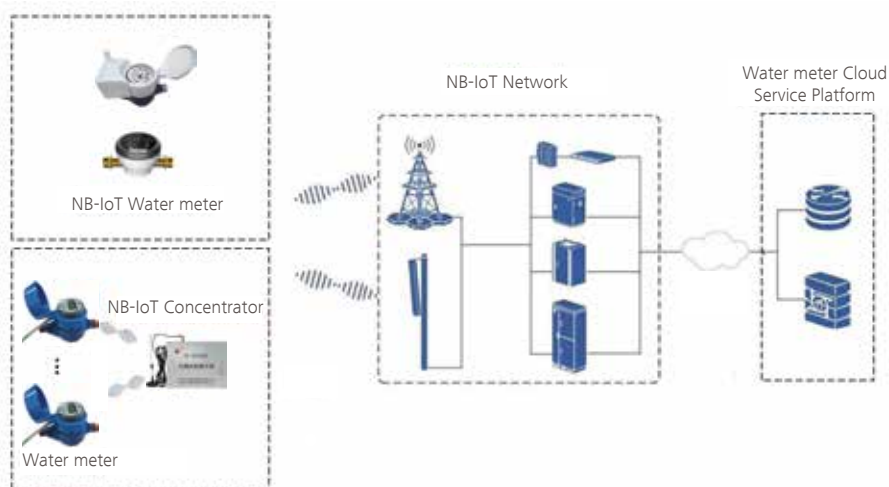 NB-IoT Network
Water meter Cloud
Service Platform
NB-IoT Water meter
NB-IoT Concentrator
Water meter